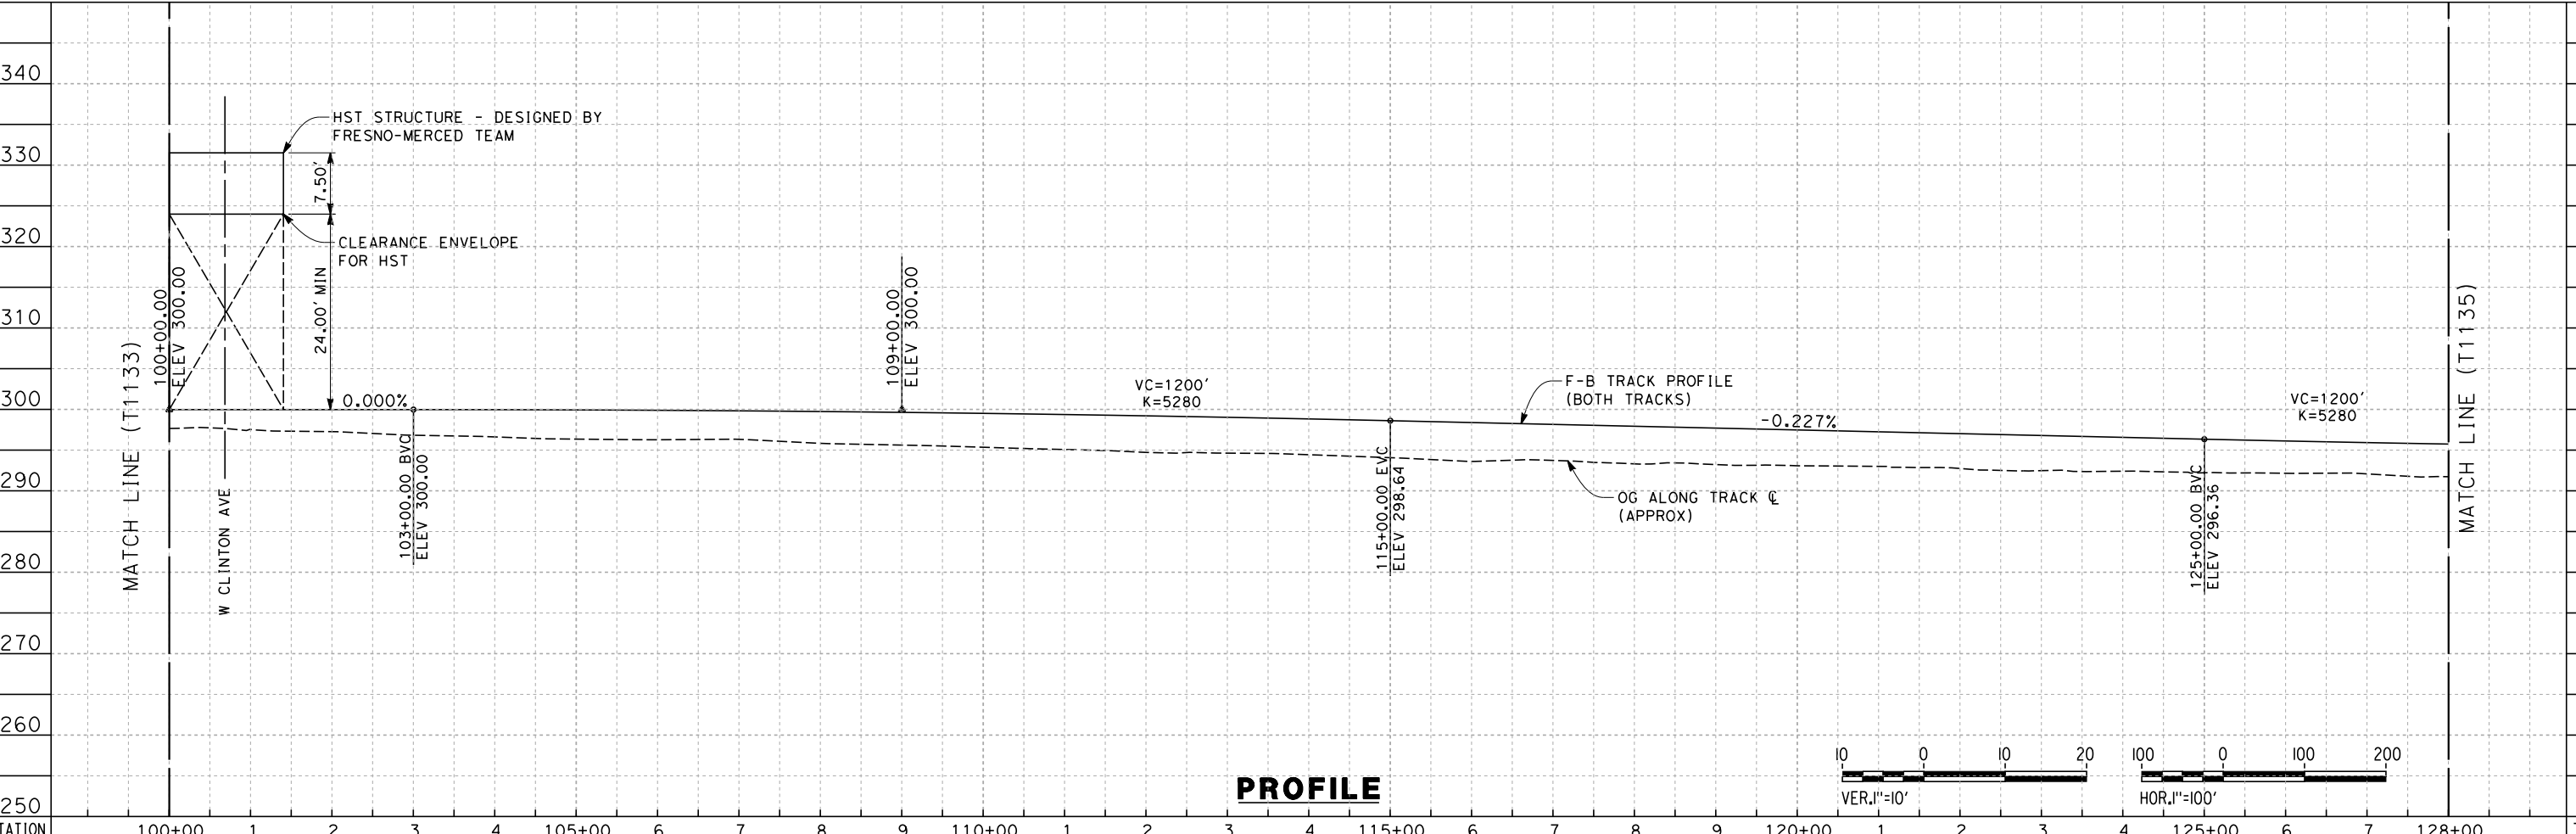 340
330
320
310
300
290
280
270
260
250
MATCH LINE (T1133)
100+00.00
ELEV 300.00
W CLINTON AVE
HST STRUCTURE - DESIGNED BY
FRESNO-MERCED TEAM
7.50'
CLEARANCE ENVELOPE
FOR HST
24.00' MIN
0.000%
103+00.00 BVC
ELEV 300.00
109+00.00
ELEV 300.00
VC=1200'
K=5280
115+00.00 EVC
ELEV 298.64
F-B TRACK PROFILE
(BOTH TRACKS)
OG ALONG TRACK ℄
(APPROX)
-0.227%
125+00.00 BVC
ELEV 296.36
VC=1200'
K=5280
MATCH LINE (T1135)
PROFILE
10 0 10 20
VER.1"=10'
100 0 100 200
HOR.1"=100'
100+00 1 2 3 4 105+00 6 7 8 9 110+00 1 2 3 4 115+00 6 7 8 9 120+00 1 2 3 4 125+00 6 7 128+00